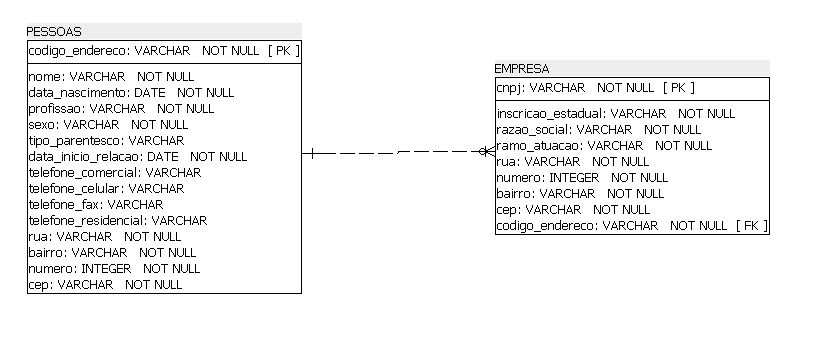 PESSOAS
codigo_endereco: VARCHAR NOT NULL [ PK ]
nome: VARCHAR NOT NULL
data_nascimento: DATE NOT NULL
profissao: VARCHAR NOT NULL
sexo: VARCHAR NOT NULL
tipo_parentesco: VARCHAR
data_inicio_relacao: DATE NOT NULL
telefone_comercial: VARCHAR
telefone_celular: VARCHAR
telefone_fax: VARCHAR
telefone_residencial: VARCHAR
rua: VARCHAR NOT NULL
bairro: VARCHAR NOT NULL
numero: INTEGER NOT NULL
cep: VARCHAR NOT NULL
EMPRESA
cnpj: VARCHAR NOT NULL [ PK ]
inscricao_estadual: VARCHAR NOT NULL
razao_social: VARCHAR NOT NULL
ramo_atuacao: VARCHAR NOT NULL
rua: VARCHAR NOT NULL
numero: INTEGER NOT NULL
bairro: VARCHAR NOT NULL
cep: VARCHAR NOT NULL
codigo_endereco: VARCHAR NOT NULL [ FK ]